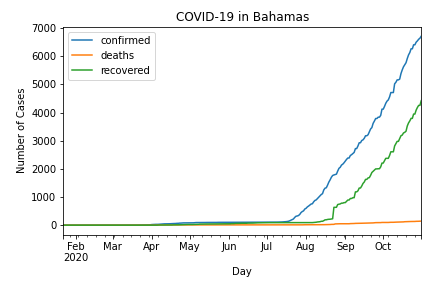 COVID-19 in Bahamas
confirmed
deaths
recovered
Number of Cases
7000
6000
5000
4000
3000
2000
1000
0
Feb Mar Apr May Jun Jul Aug Sep Oct
2020
Day